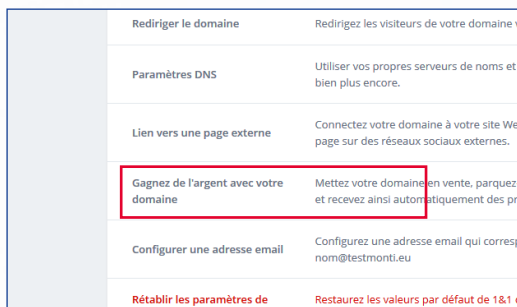 Rediriger le domaine
Redirigez les visiteurs de votre domaine
Paramètres DNS
Utiliser vos propres serveurs de noms et
bien plus encore.
Lien vers une page externe
Connectez votre domaine à votre site We
page sur des réseaux sociaux externes.
Gagnez de l'argent avec votre
domaine
Mettez votre domaine en vente, parquez
et recevez ainsi automatiquement des pr
Configurer une adresse email
Configurez une adresse email qui corresp
nom@testmonti.eu
Rétablir les paramètres de
Restaurez les valeurs par défaut de 1&1